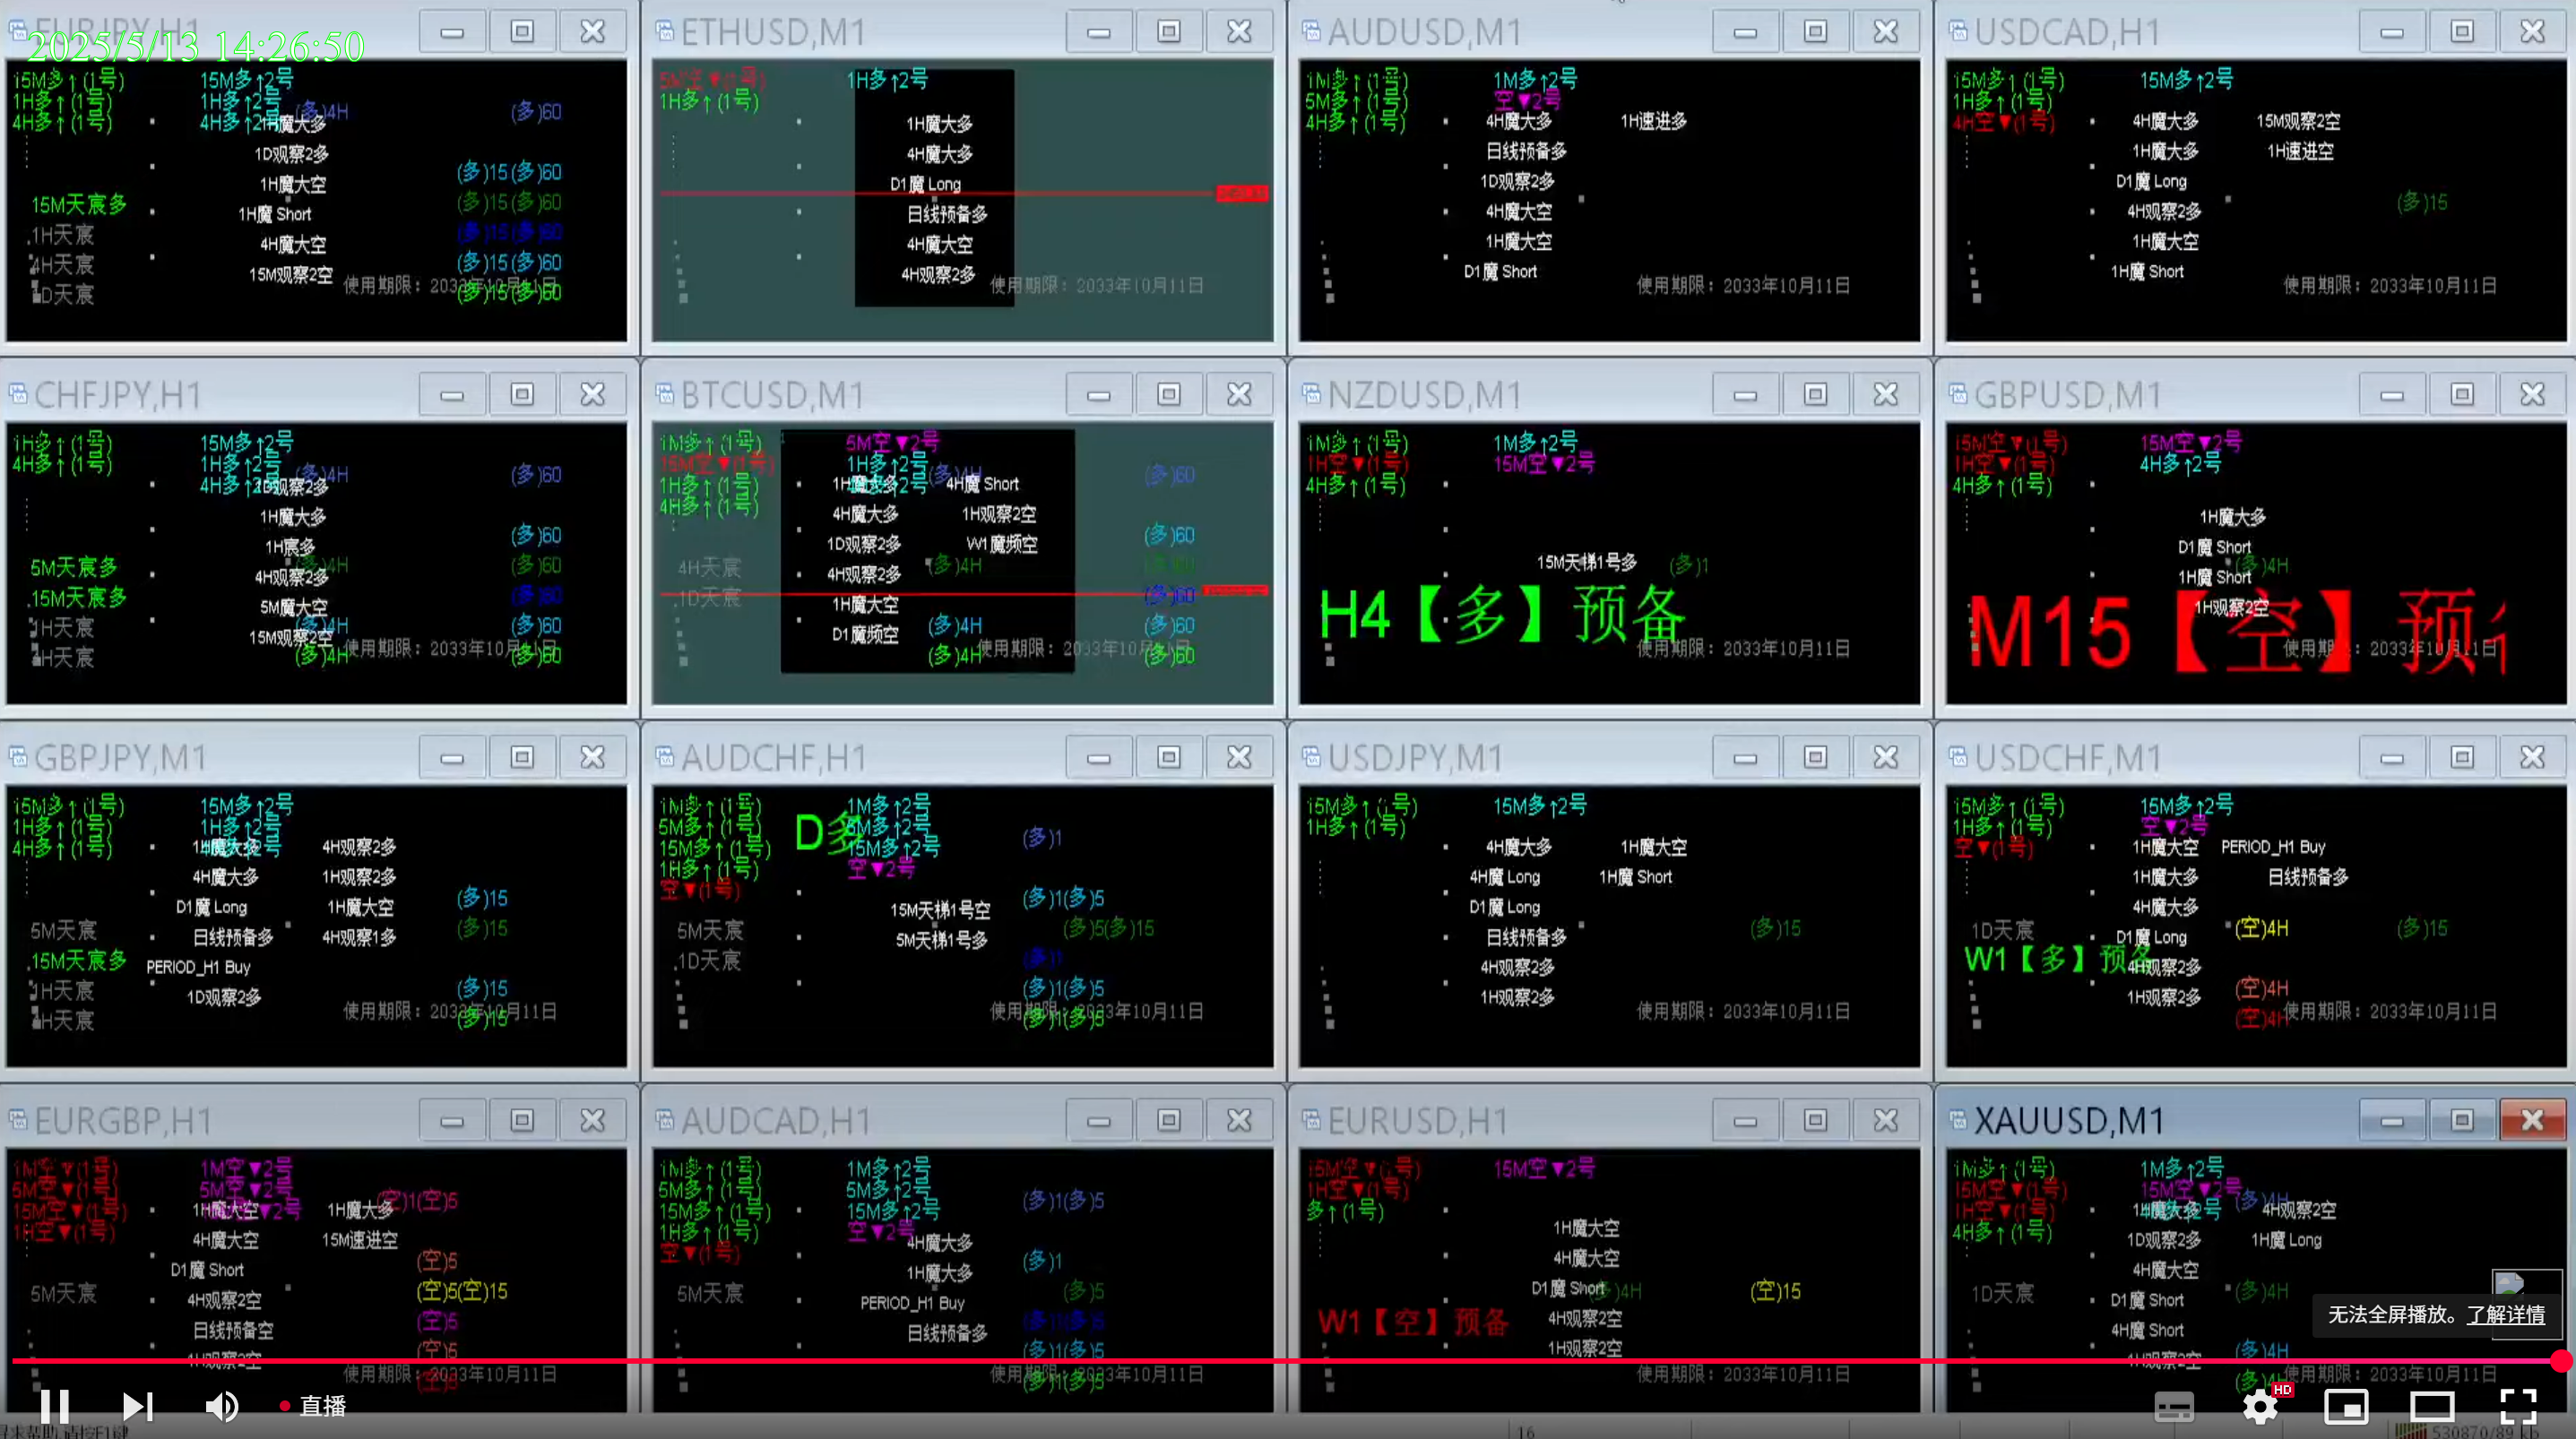 EURJPY,H1
2025/5/13 14:26:50
15M多↑(1号)
1H多↑(1号)
4H多↑(1号)
15M多↑2号
1H多↑2号
4H多↑2号
(多)4H
(多)60
1H魔大多
1D观察2多
1H魔大空
1H魔 Short
4H魔大空
15M观察2空
(多)15(多)60
(多)15(多)60
(多)15(多)60
(多)15(多)60
(多)15(多)60
15M天宸多
1H天宸
4H天宸
1D天宸
使用期限：2033年10月11日
ETHUSD,M1
5M空▼(1号)
1H多↑(1号)
1H多↑2号
1H魔大多
4H魔大多
D1魔 Long
日线预备多
4H魔大空
4H观察2多
使用期限：2033年10月11日
AUDUSD,M1
1M多↑(1号)
5M多↑(1号)
4H多↑(1号)
1M多↑2号
空▼2号
4H魔大多
1H速进多
日线预备多
1D观察2多
4H魔大空
1H魔大空
D1魔 Short
使用期限：2033年10月11日
USDCAD,H1
15M多↑(1号)
1H多↑(1号)
4H空▼(1号)
15M多↑2号
4H魔大多
15M观察2空
1H魔大多
1H速进空
D1魔 Long
4H观察2多
(多)15
1H魔大空
1H魔 Short
使用期限：2033年10月11日
CHFJPY,H1
1H多↑(1号)
4H多↑(1号)
15M多↑2号
1H多↑2号
4H多↑2号
(多)4H
(多)60
1D观察2多
1H魔大多
1H宸多
4H观察2多
5M魔大空
15M观察2空
(多)60
(多)4H
(多)60
(多)60
(多)4H
(多)60
(多)4H
(多)60
5M天宸多
15M天宸多
1H天宸
4H天宸
使用期限：2033年10月11日
BTCUSD,M1
1M多↑(1号)
15M空▼(1号)
1H多↑(1号)
4H多↑(1号)
5M空▼2号
1H多↑2号
4H多↑2号
(多)4H
(多)60
1H魔大多
4H魔 Short
4H魔大多
1H观察2空
1D观察2多
W1魔频空
4H观察2多
1H魔大空
D1魔频空
(多)60
(多)4H
(多)60
(多)60
(多)4H
(多)60
(多)4H
(多)60
4H天宸
1D天宸
使用期限：2033年10月11日
NZDUSD,M1
1M多↑(1号)
1H空▼(1号)
4H多↑(1号)
1M多↑2号
15M空▼2号
15M天梯1号多
(多)1
H4【多】预备
使用期限：2033年10月11日
GBPUSD,M1
15M空▼(1号)
1H空▼(1号)
4H多↑(1号)
15M空▼2号
4H多↑2号
1H魔大多
D1魔 Short
(多)4H
1H魔 Short
1H观察2空
M15【空】预
使用期限：2033年10月11日
GBPJPY,M1
15M多↑(1号)
1H多↑(1号)
4H多↑(1号)
15M多↑2号
1H多↑2号
4H多↑2号
1H魔大多
4H观察2多
4H魔大多
1H观察2多
D1魔 Long
1H魔大空
日线预备多
4H观察1多
PERIOD_H1 Buy
1D观察2多
(多)15
(多)15
(多)15
(多)15
5M天宸
15M天宸多
1H天宸
4H天宸
使用期限：2033年10月11日
AUDCHF,H1
1M多↑(1号)
5M多↑(1号)
15M多↑(1号)
1H多↑(1号)
空▼(1号)
D多
1M多↑2号
5M多↑2号
15M多↑2号
空▼2号
(多)1
15M天梯1号空
5M天梯1号多
(多)1(多)5
(多)5(多)15
(多)1
(多)1(多)5
(多)1(多)5
5M天宸
1D天宸
使用期限：2033年10月11日
USDJPY,M1
15M多↑(1号)
1H多↑(1号)
15M多↑2号
4H魔大多
1H魔大空
4H魔 Long
1H魔 Short
D1魔 Long
日线预备多
(多)15
4H观察2多
1H观察2多
使用期限：2033年10月11日
USDCHF,M1
15M多↑(1号)
1H多↑(1号)
空▼(1号)
15M多↑2号
空▼2号
1H魔大空
PERIOD_H1 Buy
1H魔大多
日线预备多
4H魔大多
D1魔 Long
(空)4H
(多)15
4H观察2多
1H观察2多
(空)4H
(空)4H
1D天宸
W1【多】预备
使用期限：2033年10月11日
EURGBP,H1
1M空▼(1号)
5M空▼(1号)
15M空▼(1号)
1H空▼(1号)
1M空▼2号
5M空▼2号
15M空▼2号
(空)1(空)5
1H魔大空
1H魔大多
4H魔大空
15M速进空
D1魔 Short
4H观察2空
日线预备空
1H观察2空
(空)5
(空)5(空)15
(空)5
(空)5
(空)5
5M天宸
使用期限：2033年10月11日
AUDCAD,H1
1M多↑(1号)
5M多↑(1号)
15M多↑(1号)
1H多↑(1号)
空▼(1号)
1M多↑2号
5M多↑2号
15M多↑2号
空▼2号
(多)1(多)5
4H魔大多
1H魔大多
PERIOD_H1 Buy
日线预备多
(多)1
(多)5
(多)1(多)5
(多)1(多)5
(多)1(多)5
5M天宸
使用期限：2033年10月11日
EURUSD,H1
15M空▼(1号)
1H空▼(1号)
多↑(1号)
15M空▼2号
1H魔大空
4H魔大空
D1魔 Short
(多)4H
(空)15
4H观察2空
1H观察2空
W1【空】预备
使用期限：2033年10月11日
XAUUSD,M1
1M多↑(1号)
15M空▼(1号)
1H空▼(1号)
4H多↑(1号)
1M多↑2号
15M空▼2号
4H多↑2号
(多)4H
1H魔大多
4H观察2空
1D观察2多
1H魔 Long
4H魔大空
D1魔 Short
4H魔 Short
1H观察2空
(多)4H
(多)4H
(多)4H
1D天宸
使用期限：2033年10月11日
无法全屏播放。了解详情
直播
HD
16
530870/89 kb